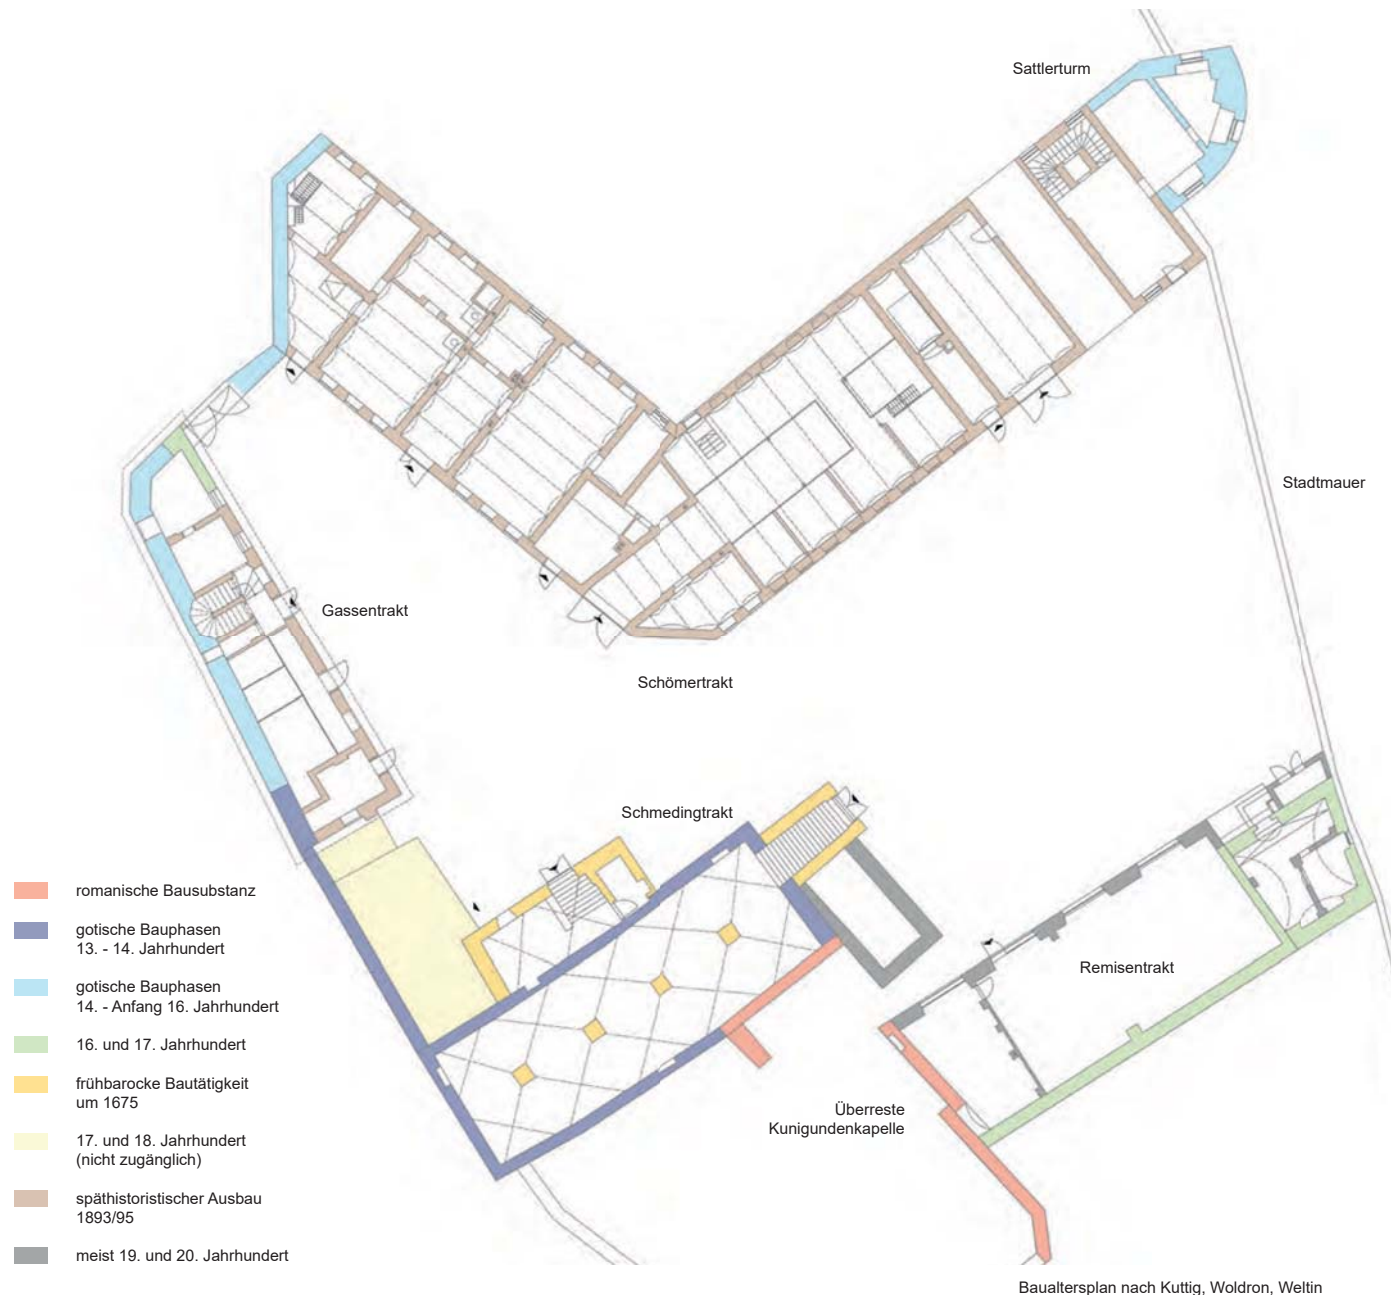 Sattlerturm
Stadtmauer
Gassentrakt
Schömertrakt
Schmedingtrakt
Remisentrakt
Überreste
Kunigundenkapelle
romanische Bausubstanz
gotische Bauphasen
13. - 14. Jahrhundert
gotische Bauphasen
14. - Anfang 16. Jahrhundert
16. und 17. Jahrhundert
frühbarocke Bautätigkeit
um 1675
17. und 18. Jahrhundert
(nicht zugänglich)
späthistoristischer Ausbau
1893/95
meist 19. und 20. Jahrhundert
Baualtersplan nach Kuttig, Woldron, Weltin